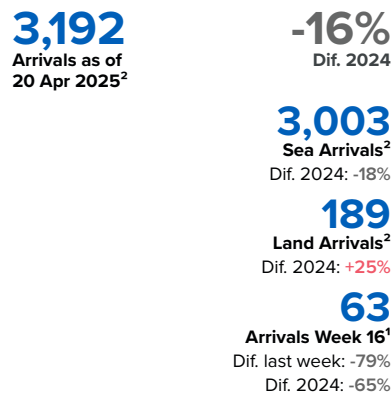 3,192
Arrivals as of
20 Apr 2025²
-16%
Dif. 2024
3,003
Sea Arrivals²
Dif. 2024: -18%
189
Land Arrivals²
Dif. 2024: +25%
63
Arrivals Week 16¹
Dif. last week: -79%
Dif. 2024: -65%